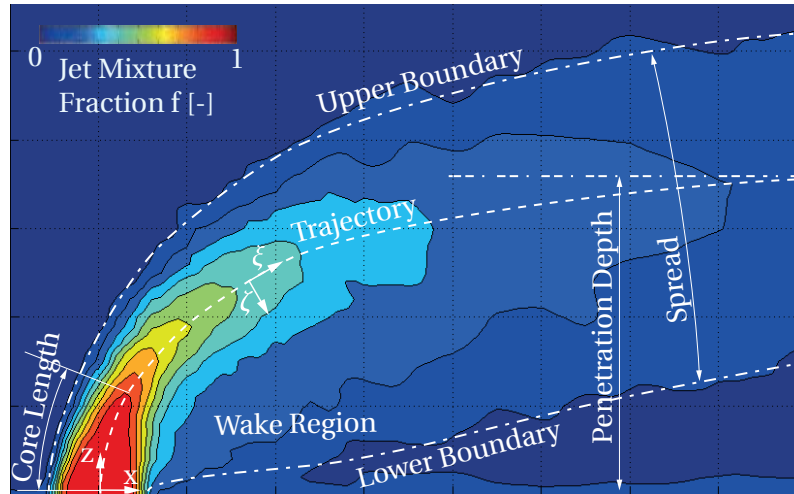 0 1
Jet Mixture
Fraction f [-]
Upper Boundary
Trajectory
ξ
ζ
Spread
Penetration Depth
Core Length
Wake Region
Lower Boundary
z
x